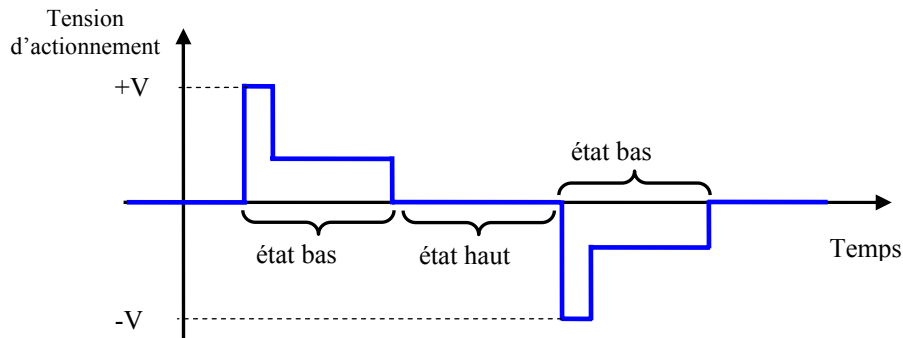 Tension
d’actionnement
+V
état bas
état bas
état haut
Temps
-V